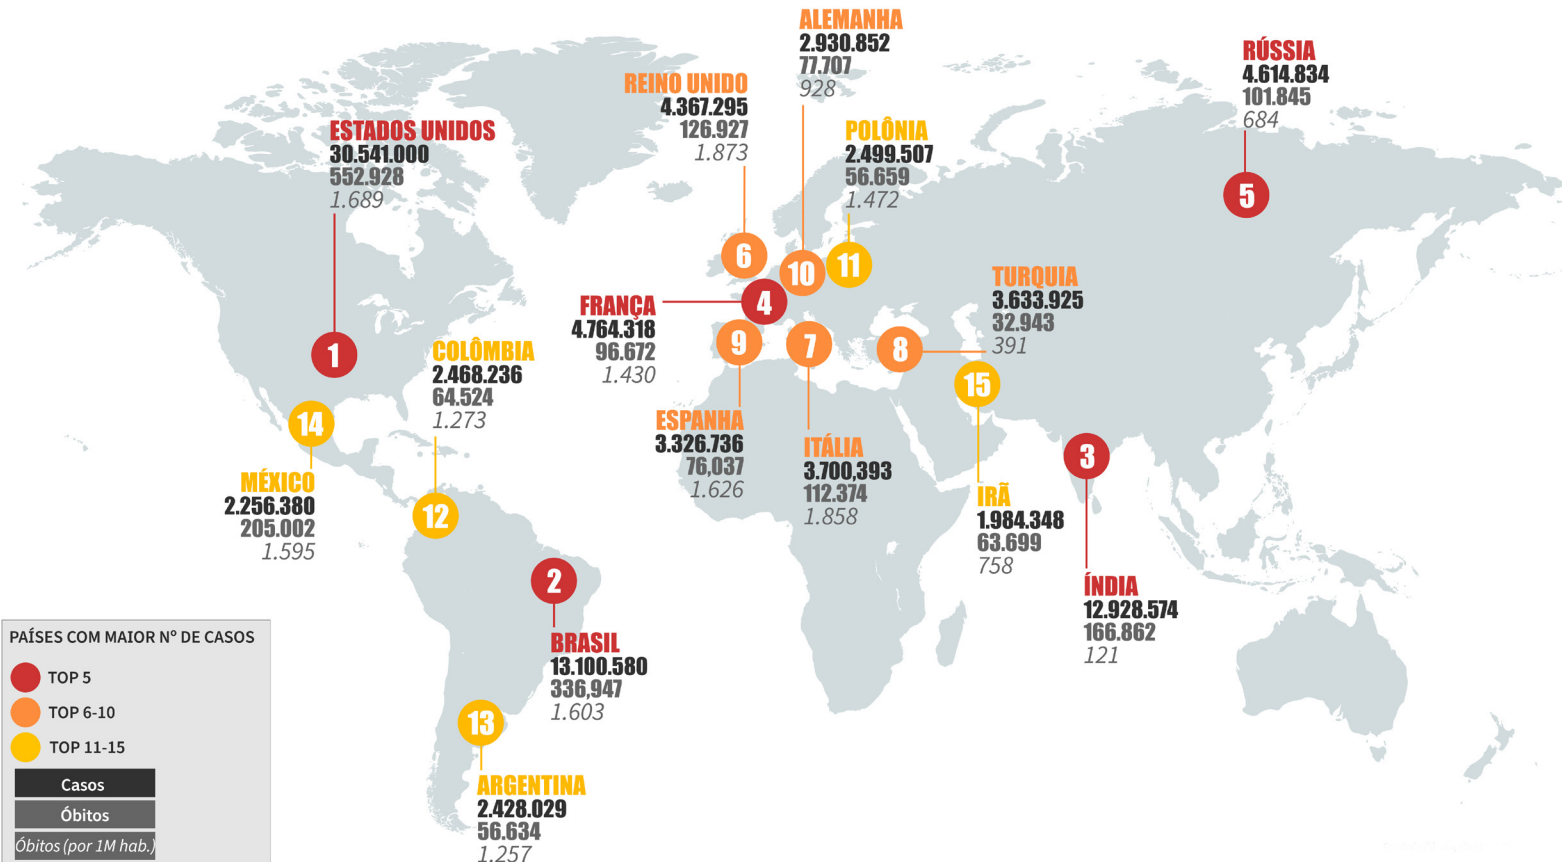 ALEMANHA
2.930.852
77.707
928
RÚSSIA
4.614.834
101.845
684
5
REINO UNIDO
4.367.295
126.927
1.873
6
ESTADOS UNIDOS
30.541.000
552.928
1.689
1
POLÔNIA
2.499.507
56.659
1.472
11
10
FRANÇA
4.764.318
96.672
1.430
4
TURQUIA
3.633.925
32.943
391
8
COLÔMBIA
2.468.236
64.524
1.273
12
9
ESPANHA
3.326.736
76,037
1.626
7
ITÁLIA
3.700,393
112.374
1.858
15
IRÃ
1.984.348
63.699
758
14
MÉXICO
2.256.380
205.002
1.595
3
ÍNDIA
12.928.574
166.862
121
2
BRASIL
13.100.580
336,947
1.603
13
ARGENTINA
2.428.029
56.634
1.257
PAÍSES COM MAIOR Nº DE CASOS
TOP 5
TOP 6-10
TOP 11-15
Casos
Óbitos
Óbitos (por 1M hab.)